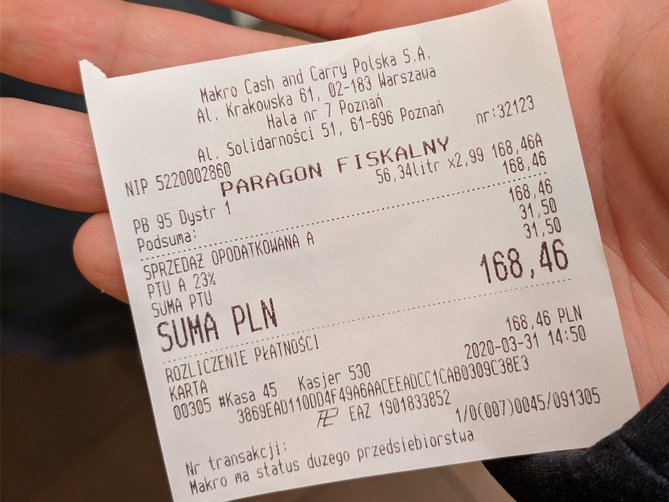 Makro Cash and Carry Polska S.A.
Al. Krakowska 61, 02-183 Warszawa
Hala nr 7 Poznań
Al. Solidarności 51, 61-696 Poznań
NIP 5220002860 nr:32123
PARAGON FISKALNY
PB 95 Dystr 1 56,34litr x2,99 168,46A
Podsuma: 168,46
SPRZEDAŻ OPODATKOWANA A 168,46
PTU A 23% 31,50
SUMA PTU 31,50
SUMA PLN 168,46
ROZLICZENIE PŁATNOŚCI
KARTA 168,46 PLN
00305 #Kasa 45 Kasjer 530 2020-03-31 14:50
3869EAD110DD4F49A6AACEEADCC1CAB0309C38E3
EAZ 1901833852
Nr transakcji: 1/0(007)0045/091305
Makro ma status duzego przedsiebiorstwa